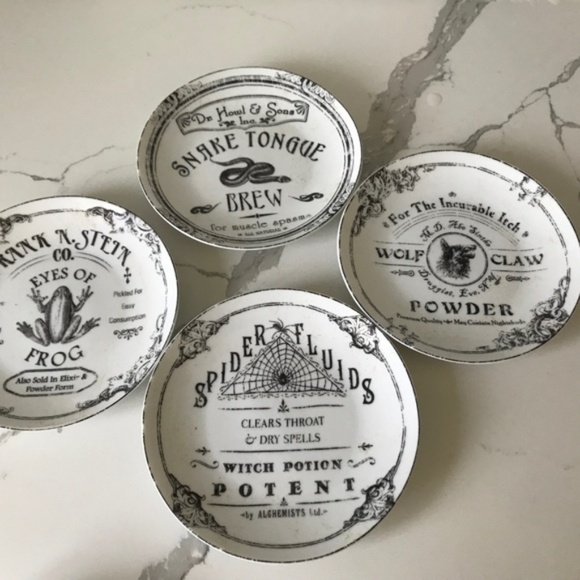 Dr. Howl & Sons
Inc.
SNAKE TONGUE
BREW
for muscle spasms
RANK N. STEIN
CO.
EYES OF
FROG
Pickled For
Easy
Consumption
Also Sold In Elixir &
Powder Form
For The Incurable Itch
WOLF CLAW
POWDER
SPIDER FLUIDS
CLEARS THROAT
& DRY SPELLS
WITCH POTION
POTENT
by ALCHEMISTS Ltd.